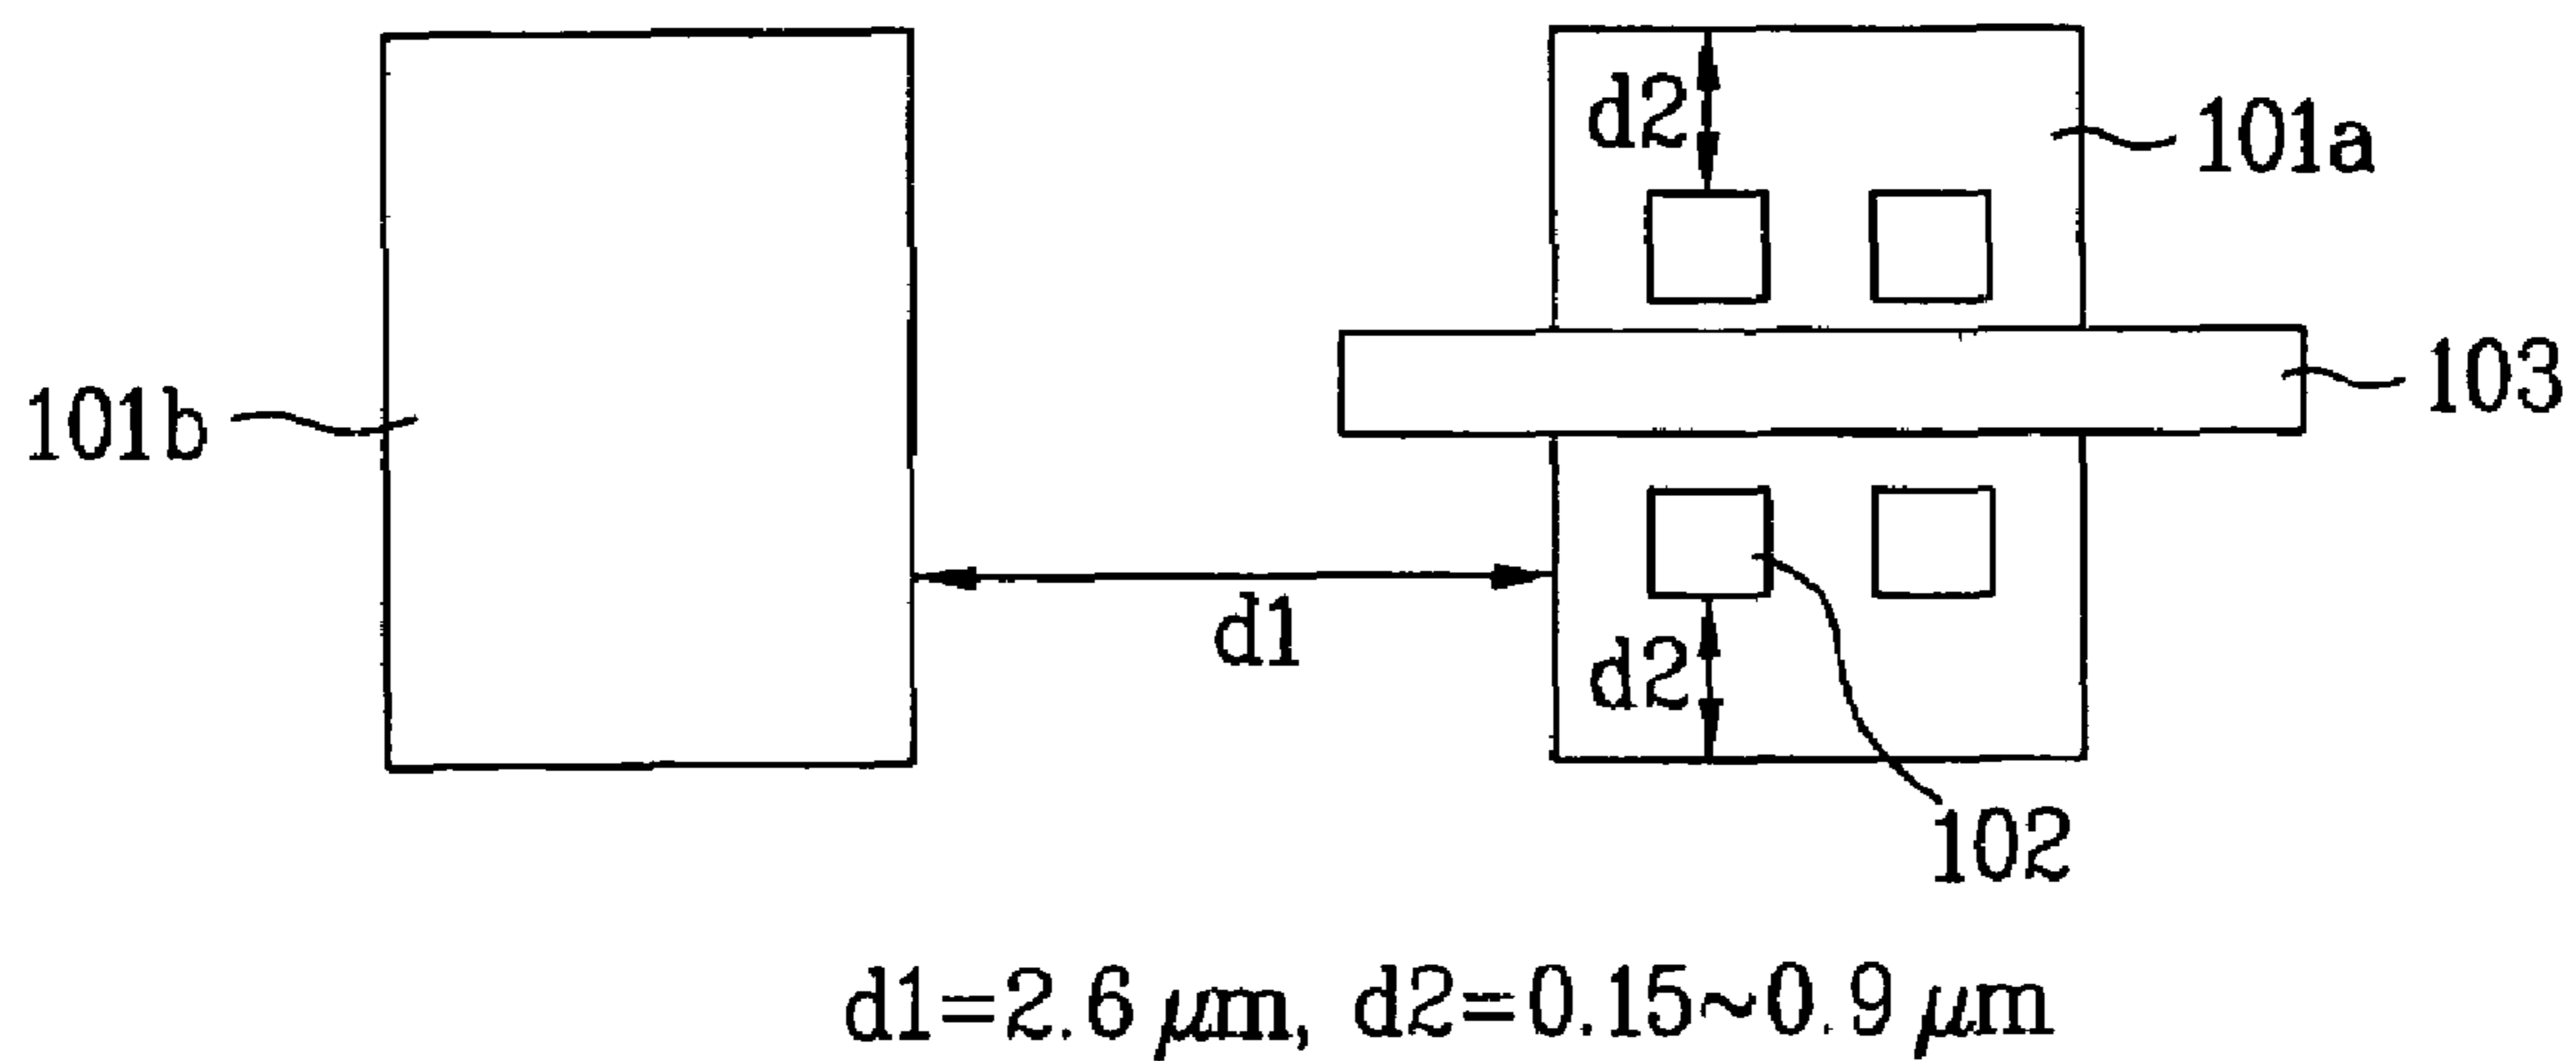 d2
101a
103
101b
d1
d2
102
d1=2.6 μm, d2=0.15~0.9 μm